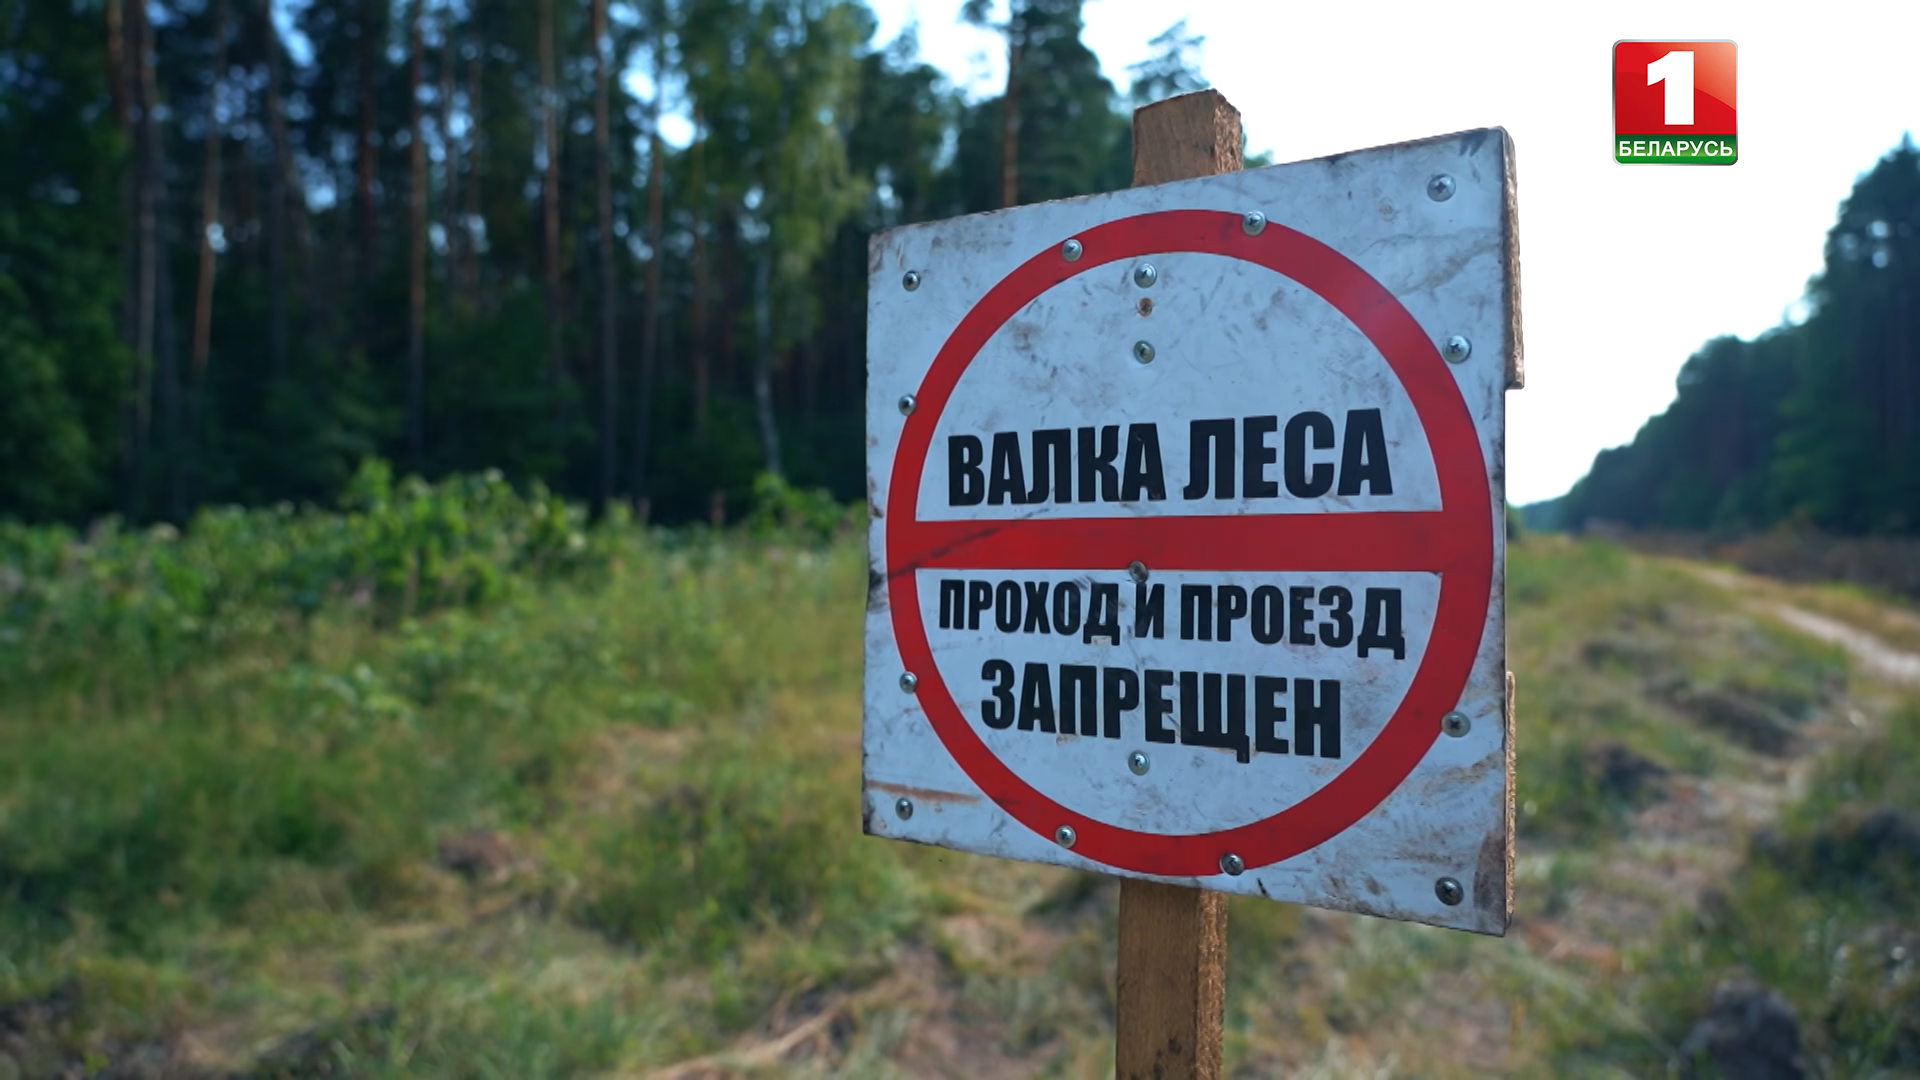 1
БЕЛАРУСЬ
ВАЛКА ЛЕСА
ПРОХОД И ПРОЕЗД
ЗАПРЕЩЕН